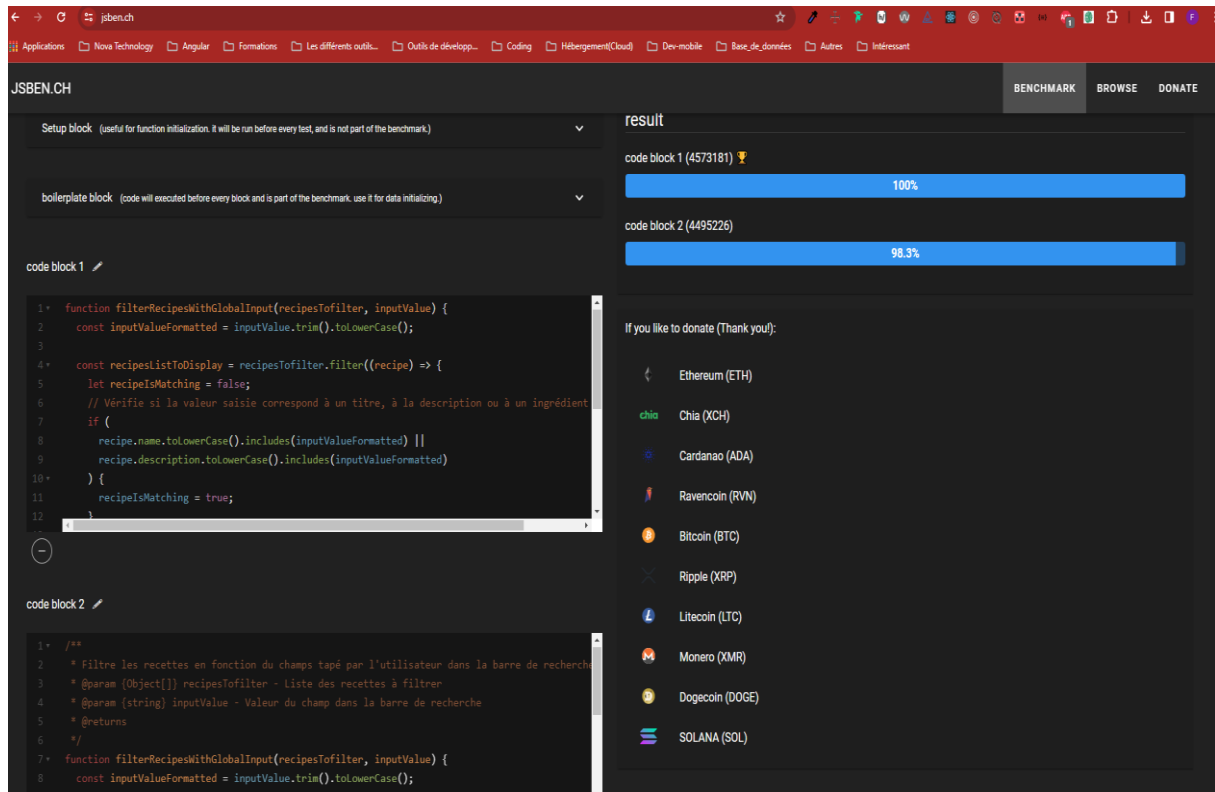 jsben.ch
Applications Nova Technology Angular Formations Les différents outils... Outils de développ... Coding Hébergement(Cloud) Dev-mobile Base_de_données Autres Intéressant
JSBEN.CH
BENCHMARK BROWSE DONATE
Setup block (useful for function initialization. it will be run before every test, and is not part of the benchmark.)
boilerplate block (code will executed before every block and is part of the benchmark. use it for data initializing.)
code block 1
1 function filterRecipesWithGlobalInput(recipesTofilter, inputValue) {
2 const inputValueFormatted = inputValue.trim().toLowerCase();
3
4 const recipesListToDisplay = recipesTofilter.filter((recipe) => {
5 let recipeIsMatching = false;
6 // Vérifie si la valeur saisie correspond à un titre, à la description ou à un ingrédient
7 if (
8 recipe.name.toLowerCase().includes(inputValueFormatted) ||
9 recipe.description.toLowerCase().includes(inputValueFormatted)
10 ) {
11 recipeIsMatching = true;
12 }
code block 2
1 /**
2 * Filtre les recettes en fonction du champs tapé par l'utilisateur dans la barre de recherche
3 * @param {Object[]} recipesTofilter - Liste des recettes à filtrer
4 * @param {string} inputValue - Valeur du champ dans la barre de recherche
5 * @returns
6 */
7 function filterRecipesWithGlobalInput(recipesTofilter, inputValue) {
8 const inputValueFormatted = inputValue.trim().toLowerCase();
result
code block 1 (4573181)
100%
code block 2 (4495226)
98.3%
If you like to donate (Thank you!):
Ethereum (ETH)
chia Chia (XCH)
Cardanao (ADA)
Ravencoin (RVN)
Bitcoin (BTC)
Ripple (XRP)
Litecoin (LTC)
Monero (XMR)
Dogecoin (DOGE)
SOLANA (SOL)